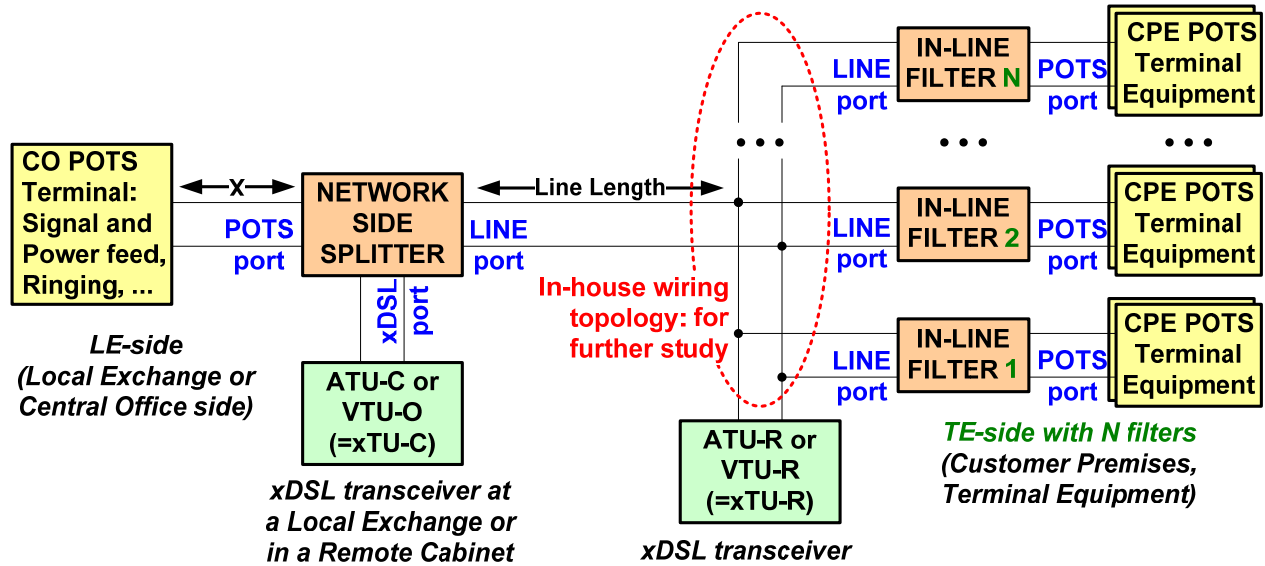 IN-LINE
FILTER N
LINE
port
POTS
port
CPE POTS
Terminal
Equipment
CO POTS
Terminal:
Signal and
Power feed,
Ringing, ...
X
POTS
port
NETWORK
SIDE
SPLITTER
Line Length
LINE
port
xDSL
port
IN-LINE
FILTER 2
LINE
port
POTS
port
CPE POTS
Terminal
Equipment
In-house wiring
topology: for
further study
IN-LINE
FILTER 1
LINE
port
POTS
port
CPE POTS
Terminal
Equipment
LE-side
(Local Exchange or
Central Office side)
ATU-C or
VTU-O
(=xTU-C)
xDSL transceiver at
a Local Exchange or
in a Remote Cabinet
ATU-R or
VTU-R
(=xTU-R)
xDSL transceiver
TE-side with N filters
(Customer Premises,
Terminal Equipment)